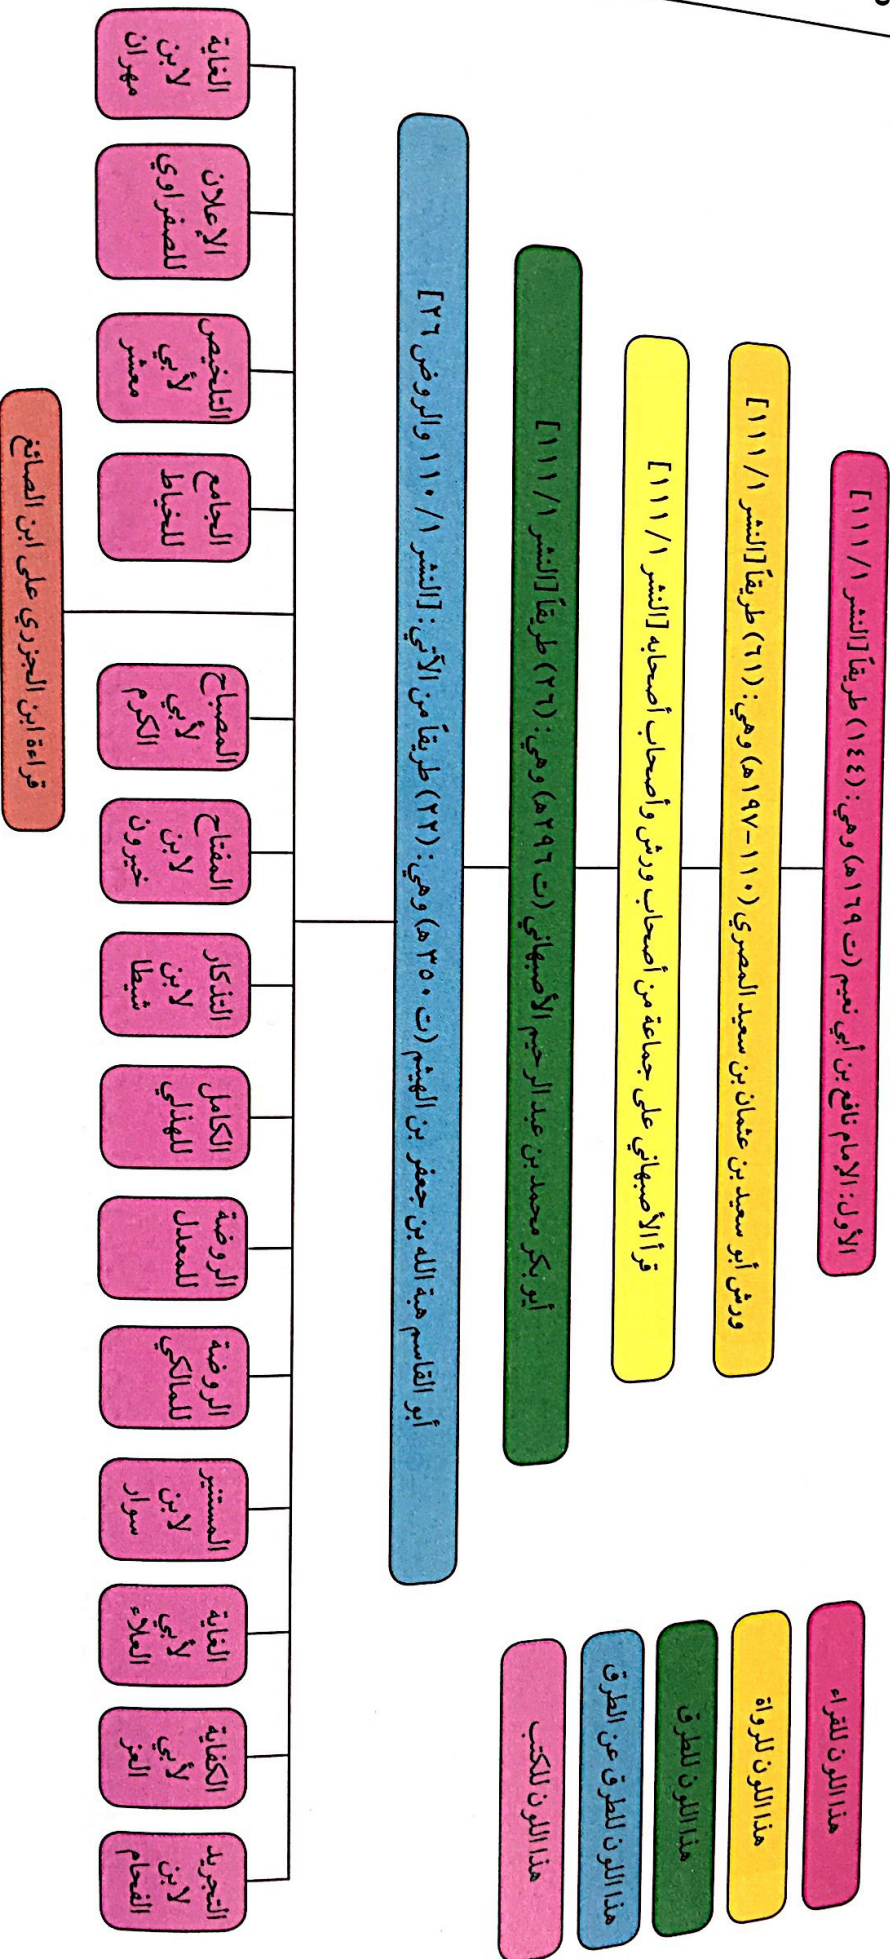 هذا اللون للقراء
هذا اللون للرواة
هذا اللون للطرق
هذا اللون للطرق عن الطرق
هذا اللون للكتب
الأول: الإمام نافع بن أبي نعيم (ت ١٦٩هـ) وهي: (١٤٤) طريقاً [النشر ١/١١١]
ورش أبو سعيد بن عثمان بن سعيد المصري (١١٠-١٩٧هـ) وهي: (٦١) طريقاً [النشر ١/١١١]
قرأ الأصبهاني على جماعة من أصحاب ورش وأصحاب أصحابه [النشر ١/١١١]
أبو بكر محمد بن عبد الرحيم الأصبهاني (ت ٢٩٦هـ) وهي: (٢٦) طريقاً [النشر ١/١١١]
أبو القاسم هبة الله بن جعفر بن الهيثم (ت ٣٥٠هـ) وهي: (٢٢) طريقاً من الآتي: [النشر ١/١١٠ والروض ٢٦]
التجريد
لابن
الفحام
الكفاية
لأبي
العز
الغاية
لأبي
العلاء
المستنير
لابن
سوار
الروضة
للمالكي
الروضة
للمعدل
الكامل
للهذلي
التذكار
لابن
شيطا
المفتاح
لابن
خيرون
المصباح
لأبي
الكرم
الجامع
للخياط
التلخيص
لأبي
معشر
الإعلان
للصفراوي
الغاية
لابن
مهران
قراءة ابن الجزري على ابن الصائغ